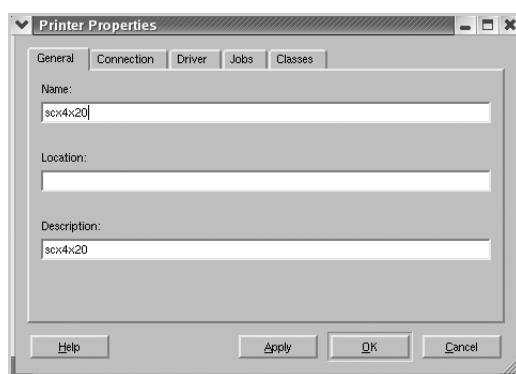 Printer Properties
General Connection Driver Jobs Classes
Name:
scx4x20
Location:
Description:
scx4x20
Help Apply OK Cancel